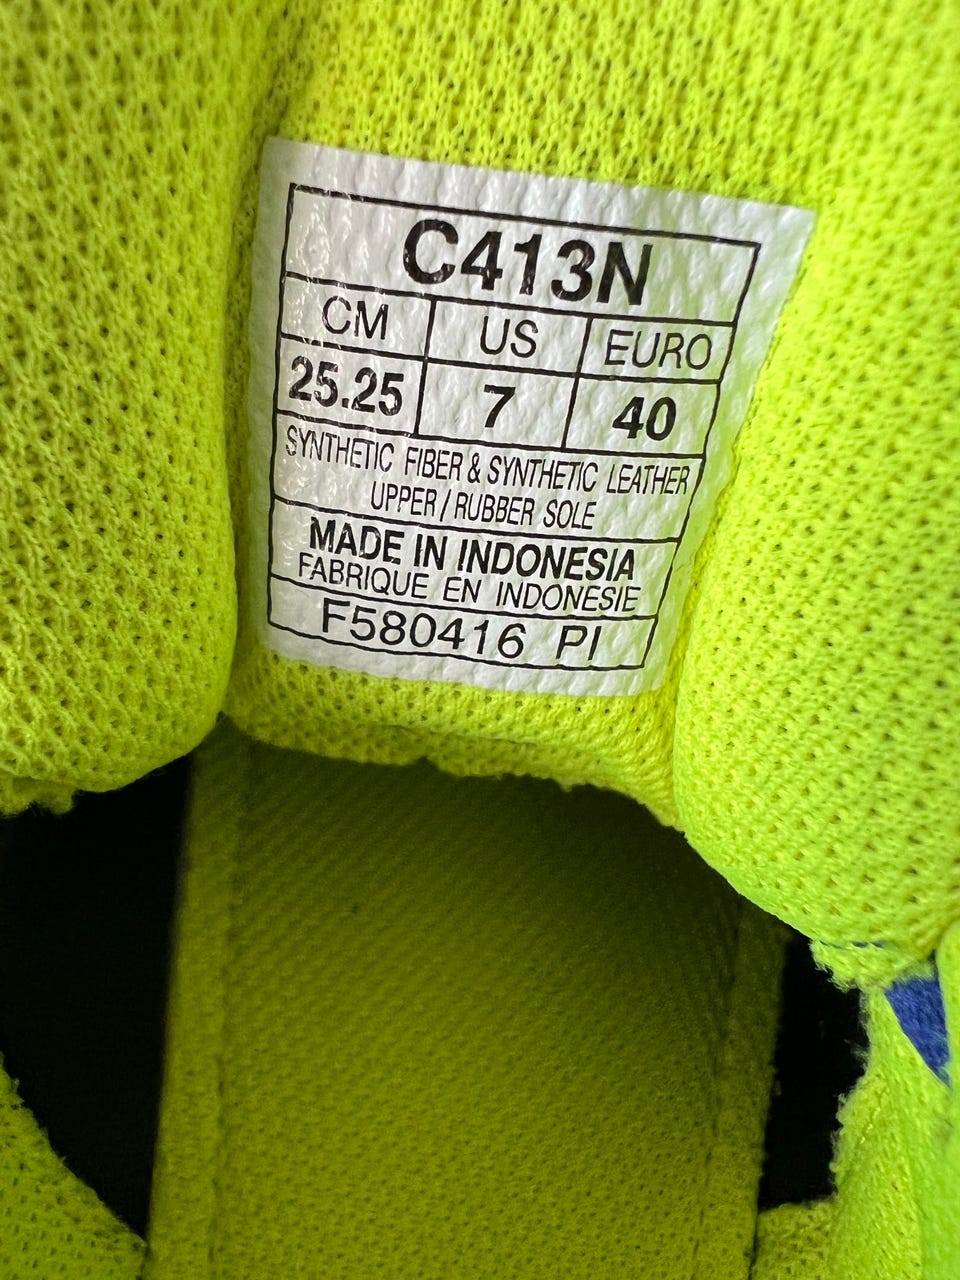 C413N
CM US EURO
25.25 7 40
SYNTHETIC FIBER & SYNTHETIC LEATHER
UPPER / RUBBER SOLE
MADE IN INDONESIA
FABRIQUE EN INDONESIE
F580416 PI